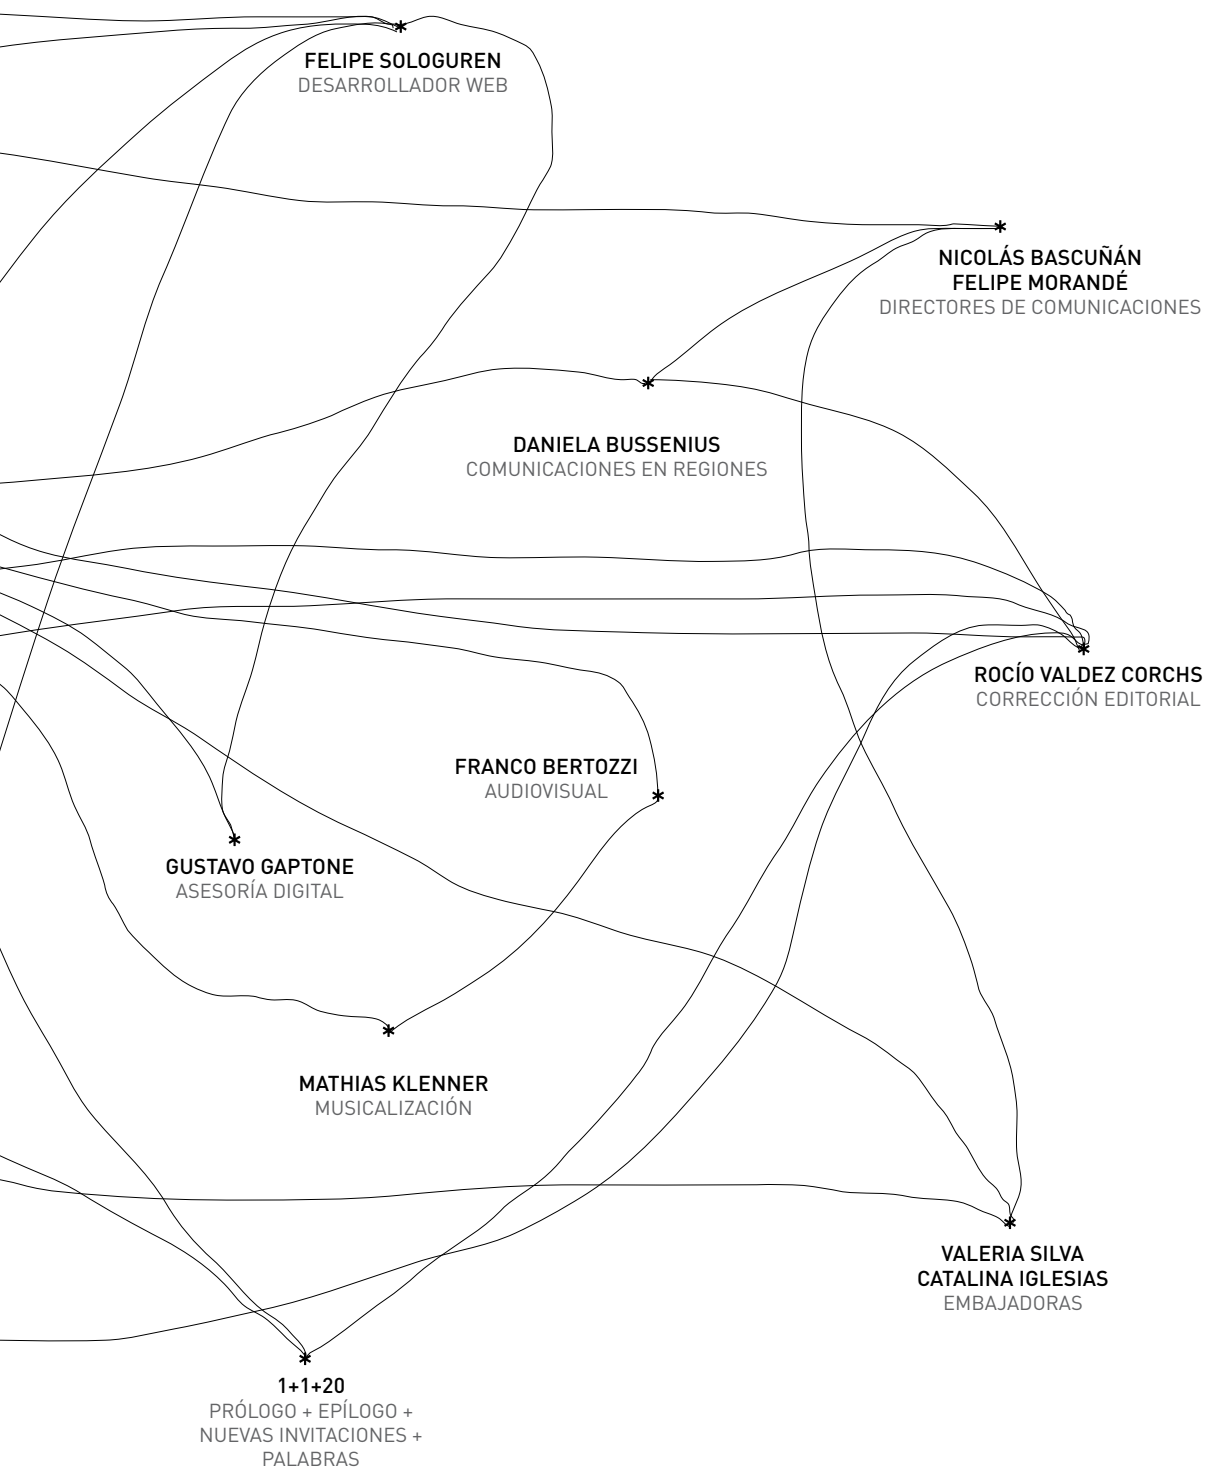 FELIPE SOLOGUREN
DESARROLLADOR WEB
NICOLÁS BASCUÑÁN
FELIPE MORANDÉ
DIRECTORES DE COMUNICACIONES
DANIELA BUSSENIUS
COMUNICACIONES EN REGIONES
ROCÍO VALDEZ CORCHS
CORRECCIÓN EDITORIAL
FRANCO BERTOZZI
AUDIOVISUAL
GUSTAVO GAPTONE
ASESORÍA DIGITAL
MATHIAS KLENNER
MUSICALIZACIÓN
VALERIA SILVA
CATALINA IGLESIAS
EMBAJADORAS
1+1+20
PRÓLOGO + EPÍLOGO +
NUEVAS INVITACIONES +
PALABRAS